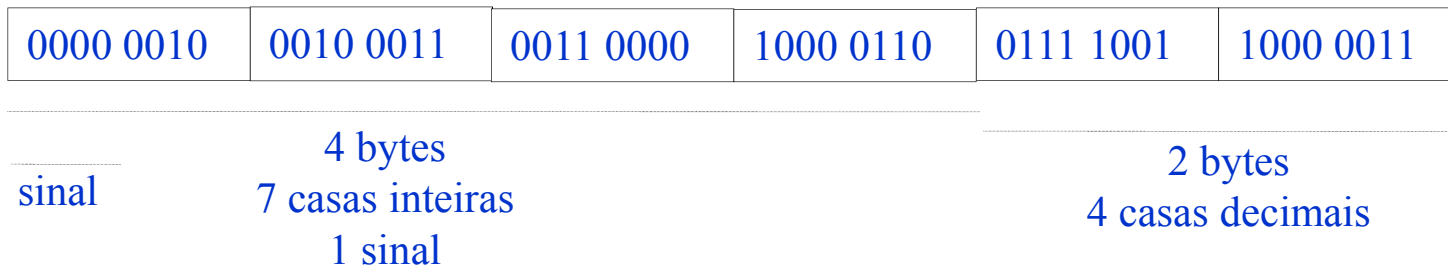 0000 0010 0010 0011 0011 0000 1000 0110 0111 1001 1000 0011
4 bytes
2 bytes
sinal
7 casas inteiras
4 casas decimais
1 sinal